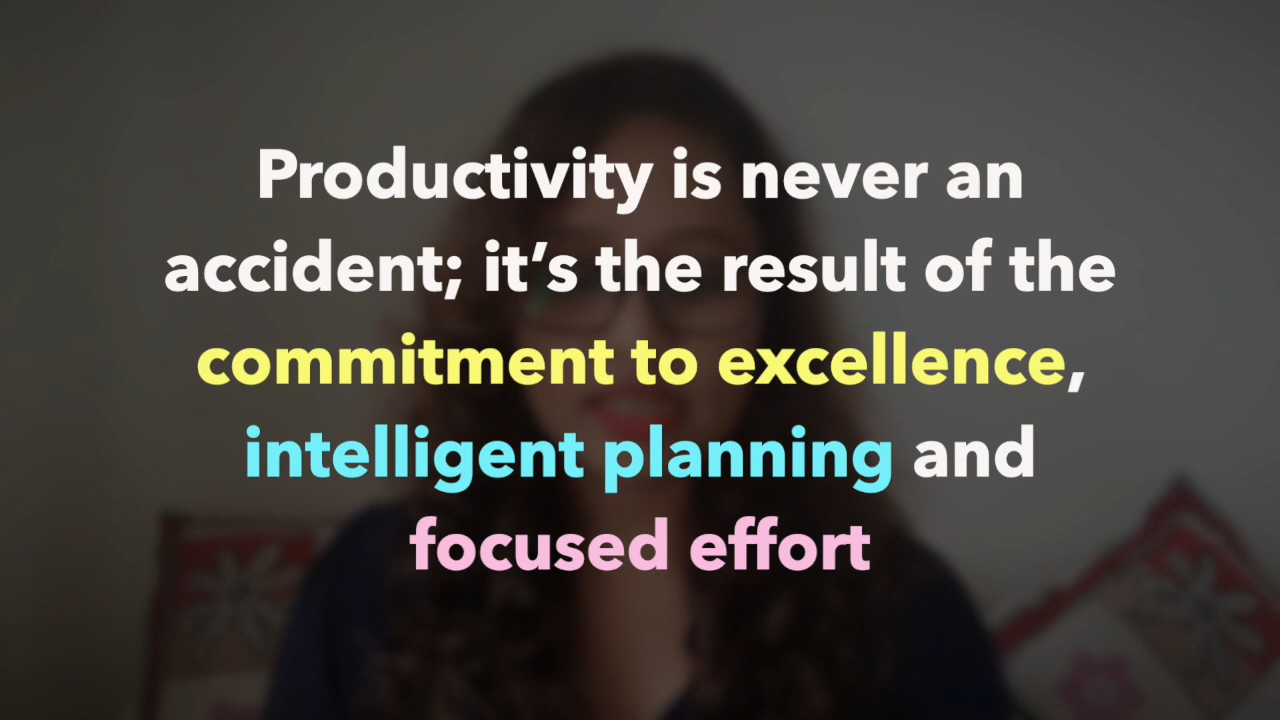 Productivity is never an
accident; it’s the result of the
commitment to excellence,
intelligent planning and
focused effort